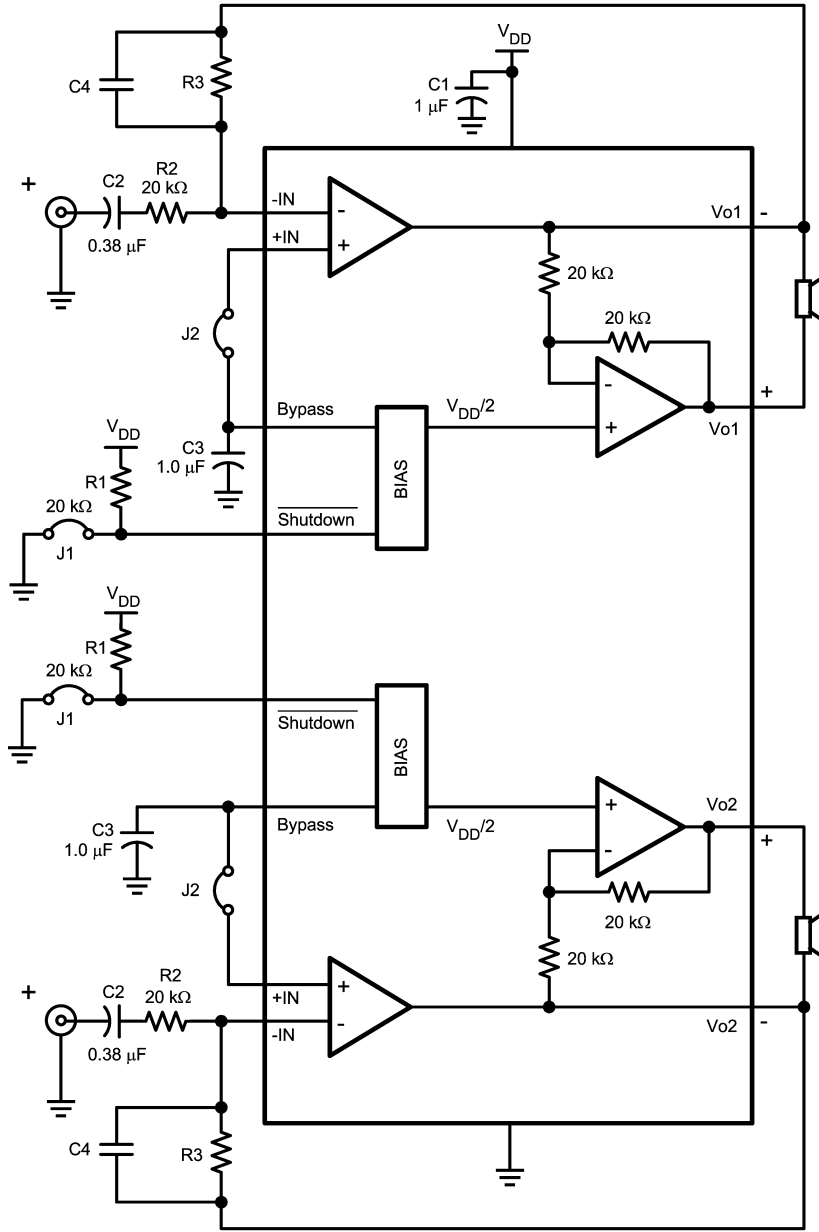 V_DD
C4
R3
C1
1 μF
+
C2
R2
20 kΩ
0.38 μF
-IN
+IN
-
+
Vo1
-
20 kΩ
20 kΩ
J2
-
+
+
Vo1
Bypass
V_DD/2
BIAS
C3
1.0 μF
V_DD
R1
20 kΩ
J1
Shutdown
V_DD
R1
20 kΩ
J1
Shutdown
BIAS
C3
1.0 μF
Bypass
V_DD/2
+
-
Vo2
+
J2
20 kΩ
20 kΩ
+
C2
R2
20 kΩ
0.38 μF
+IN
-IN
+
-
Vo2
-
C4
R3